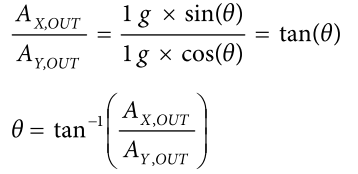 A_X,OUT / A_Y,OUT = 1 g × sin(θ) / 1 g × cos(θ) = tan(θ)
θ = tan⁻¹(A_X,OUT / A_Y,OUT)